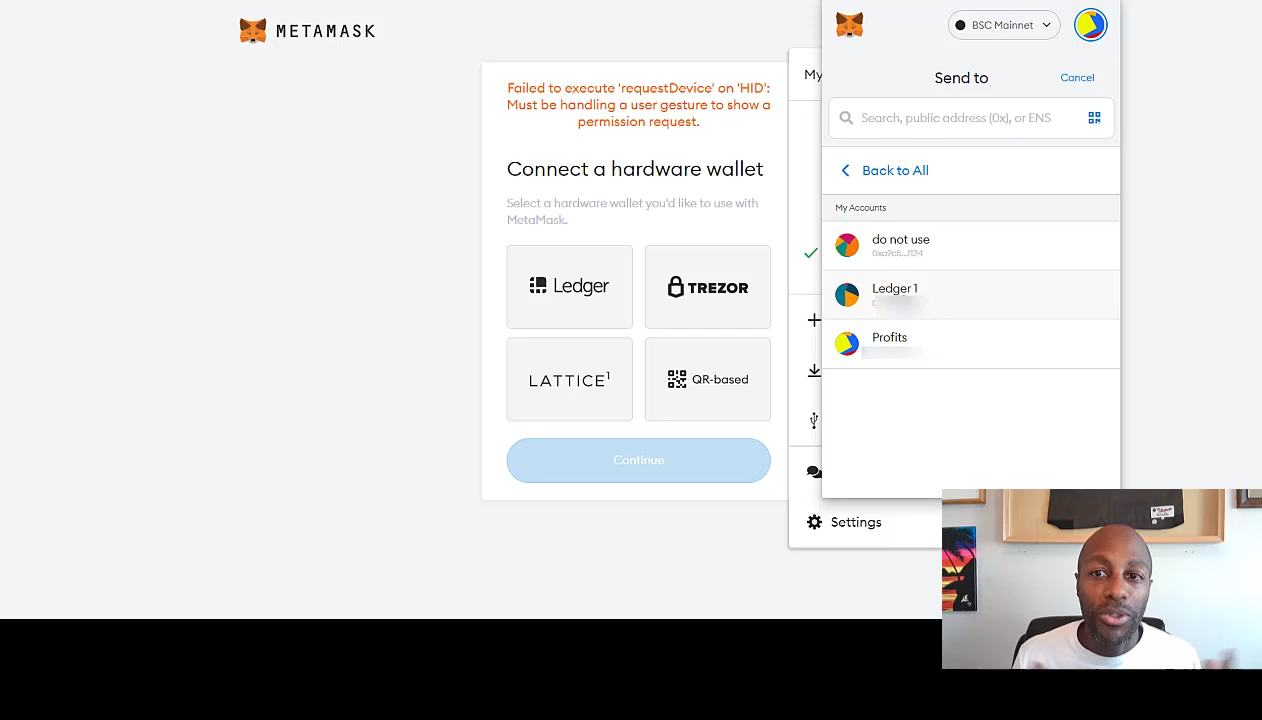 METAMASK
Failed to execute 'requestDevice' on 'HID':
Must be handling a user gesture to show a
permission request.
Connect a hardware wallet
Select a hardware wallet you'd like to use with
MetaMask.
Ledger
TREZOR
LATTICE1
QR-based
Continue
My
Settings
BSC Mainnet
Send to
Cancel
Search, public address (0x), or ENS
Back to All
My Accounts
do not use
0xa9c5...f124
Ledger 1
Profits